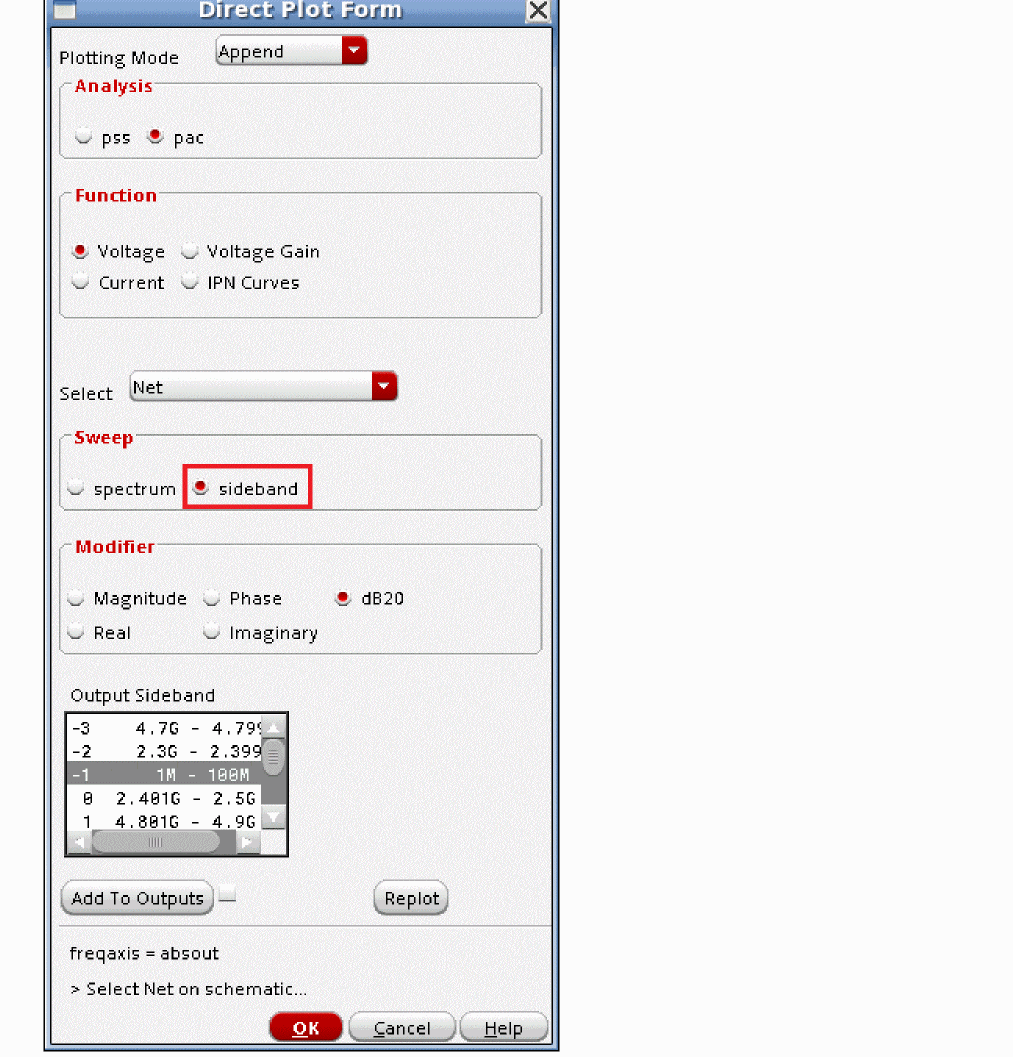 Direct Plot Form
Plotting Mode Append
Analysis
pss pac
Function
Voltage Voltage Gain
Current IPN Curves
Select Net
Sweep
spectrum sideband
Modifier
Magnitude Phase dB20
Real Imaginary
Output Sideband
-3 4.7G - 4.799
-2 2.3G - 2.399
-1 1M - 100M
0 2.401G - 2.5G
1 4.801G - 4.9G
Add To Outputs Replot
freqaxis = absout
> Select Net on schematic...
OK Cancel Help